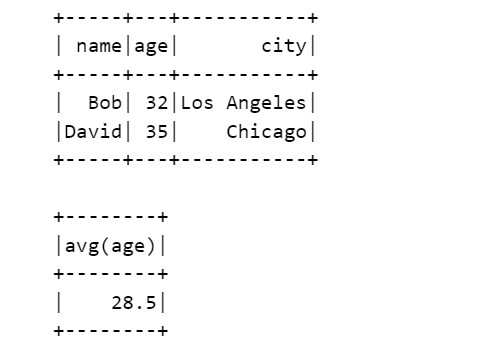 +-----+---+-----------+
| name|age|       city|
+-----+---+-----------+
|  Bob| 32|Los Angeles|
|David| 35|    Chicago|
+-----+---+-----------+
+--------+
|avg(age)|
+--------+
|    28.5|
+--------+